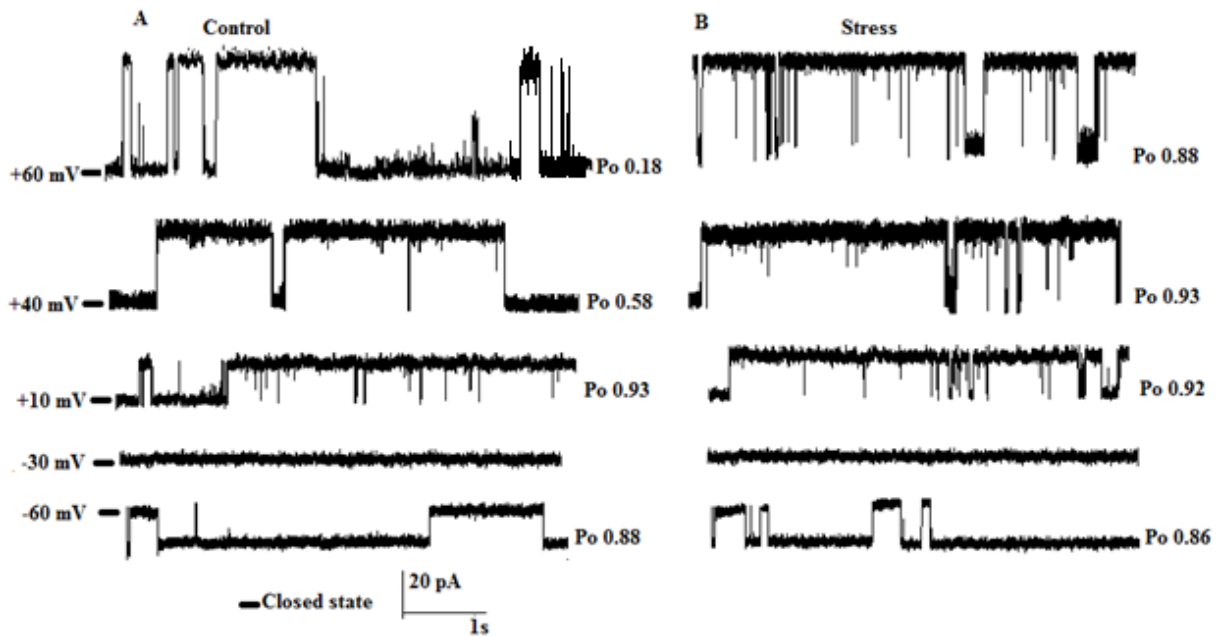 A
Control
B
Stress
+60 mV
Po 0.18
Po 0.88
+40 mV
Po 0.58
Po 0.93
+10 mV
Po 0.93
Po 0.92
-30 mV
-60 mV
Po 0.88
Po 0.86
20 pA
Closed state
1s